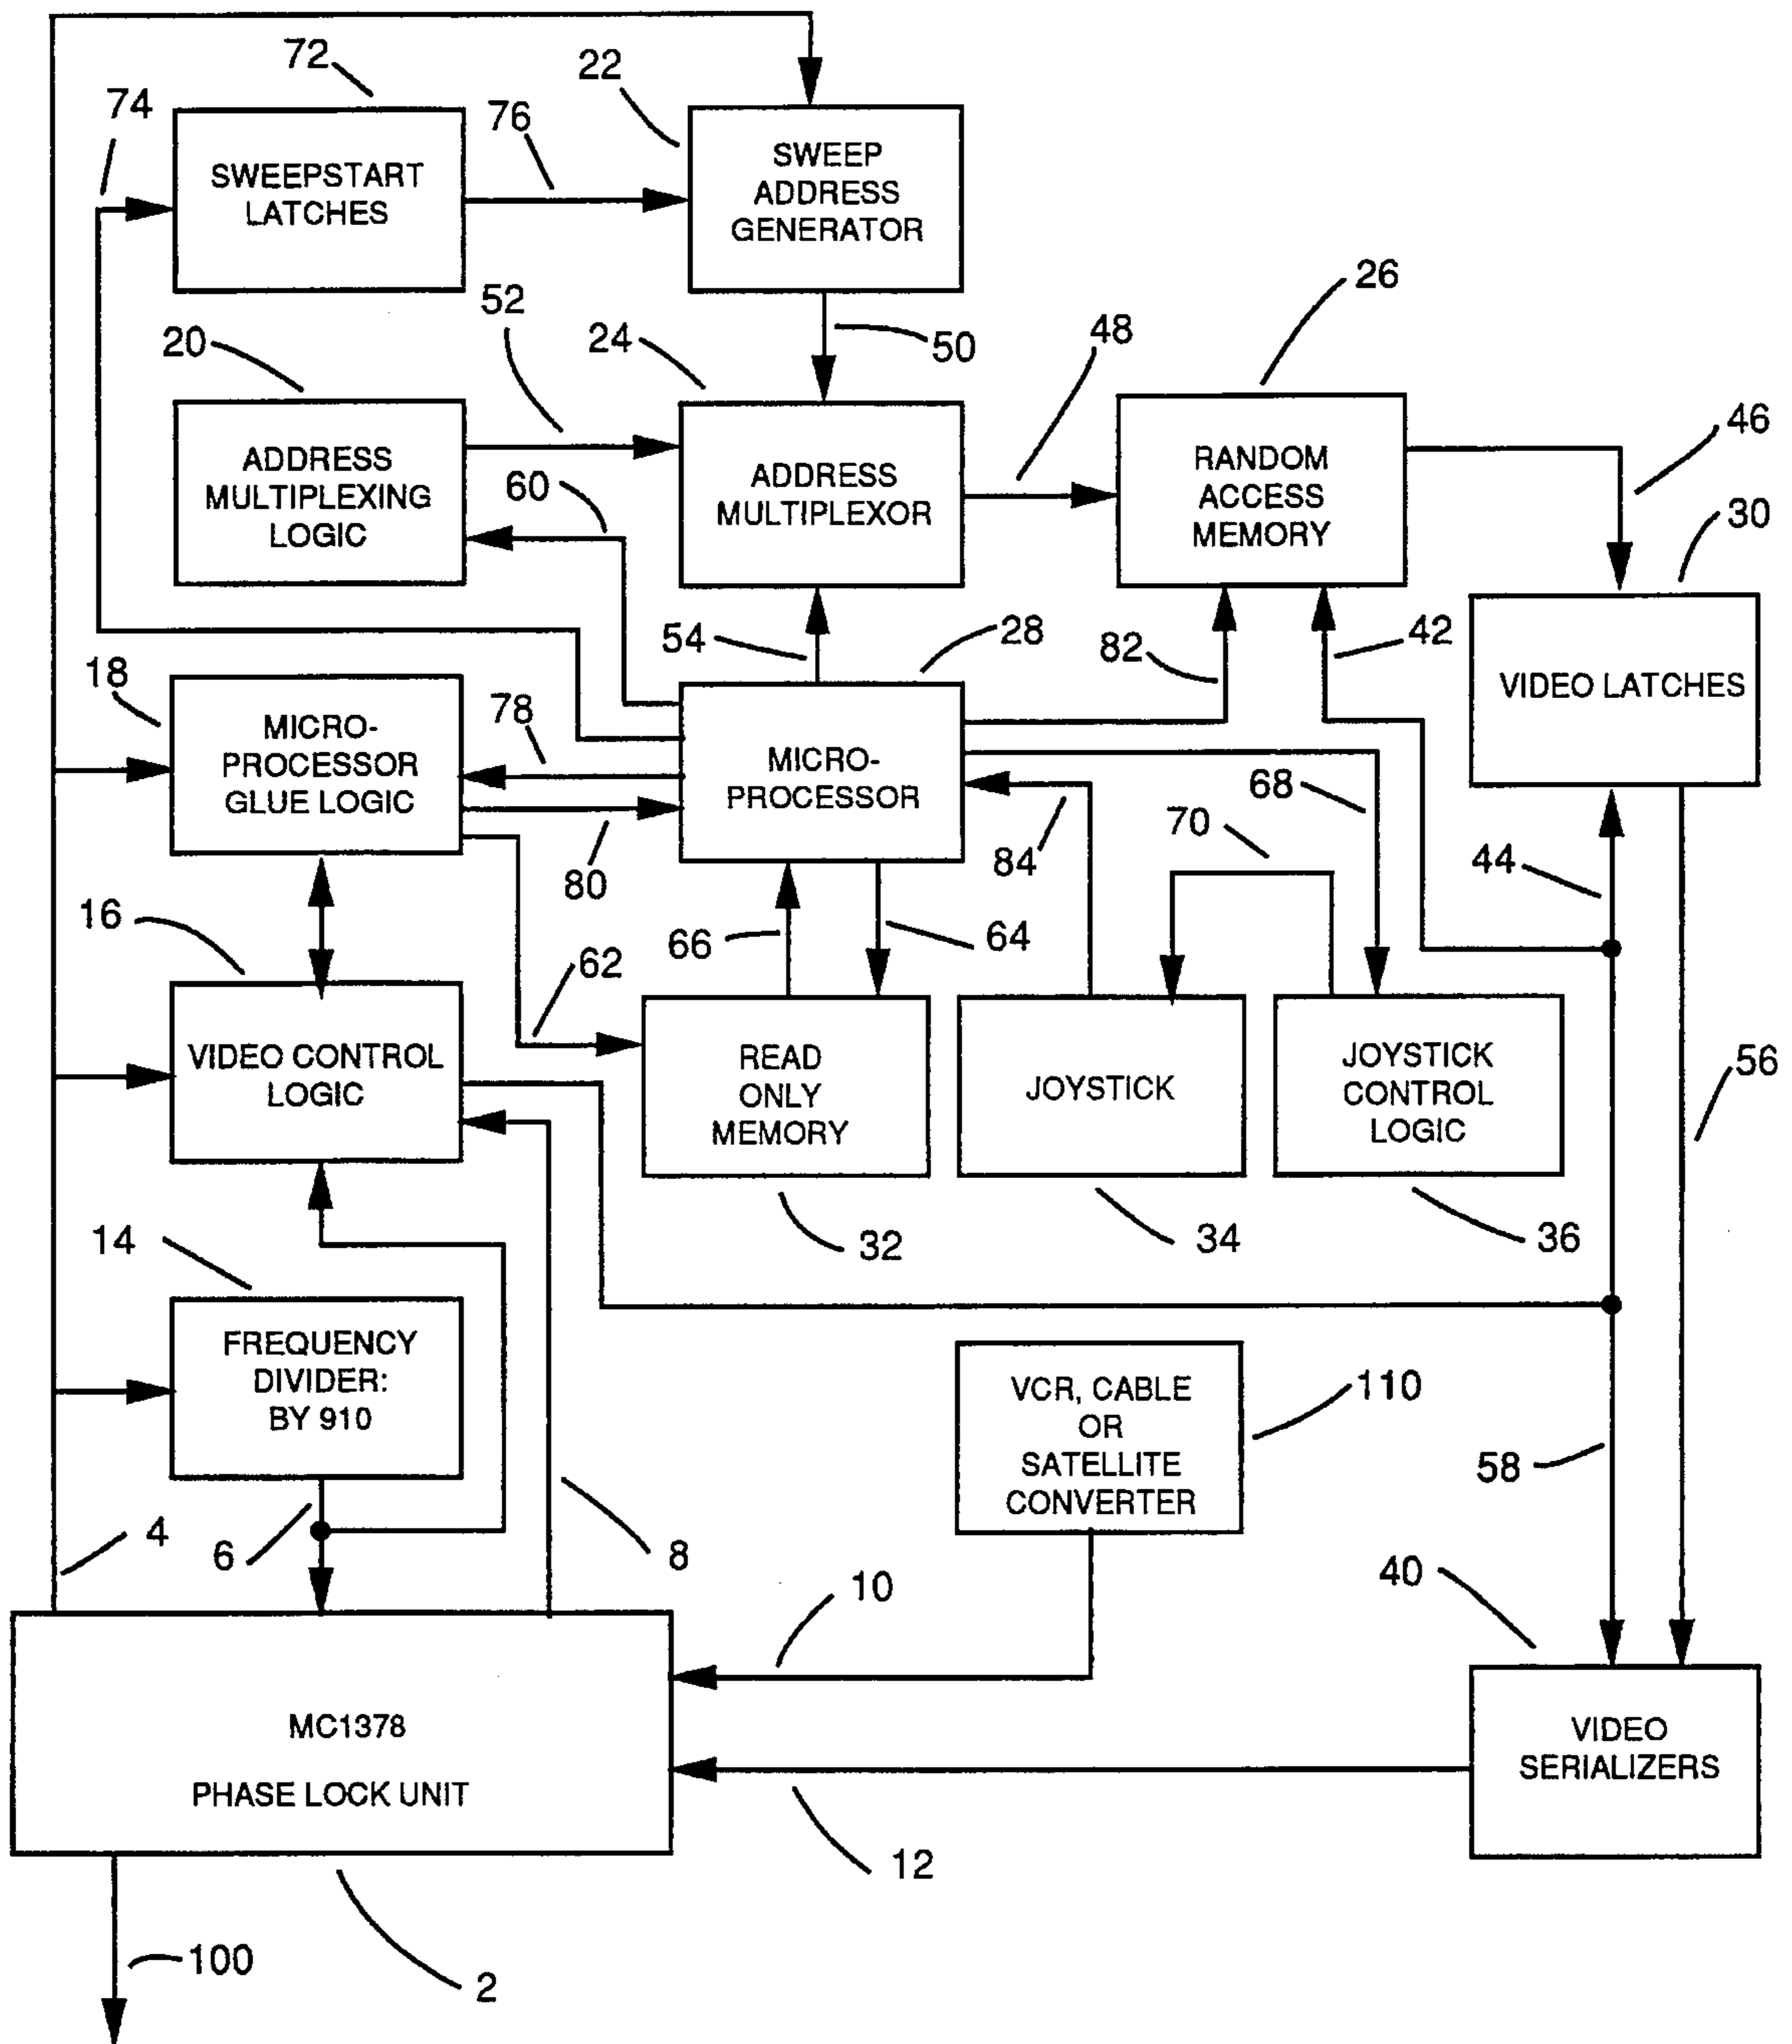 72
22
74
76
SWEEPSTART
LATCHES
SWEEP
ADDRESS
GENERATOR
26
52
20
24
50
48
46
ADDRESS
MULTIPLEXING
LOGIC
60
ADDRESS
MULTIPLEXOR
RANDOM
ACCESS
MEMORY
30
54
28
82
42
18
78
VIDEO LATCHES
MICRO-
PROCESSOR
GLUE LOGIC
MICRO-
PROCESSOR
68
70
80
84
44
16
66
64
62
VIDEO CONTROL
LOGIC
READ
ONLY
MEMORY
JOYSTICK
JOYSTICK
CONTROL
LOGIC
56
14
32
34
36
FREQUENCY
DIVIDER:
BY 910
VCR, CABLE
OR
SATELLITE
CONVERTER
110
58
4
6
8
10
40
MC1378
PHASE LOCK UNIT
VIDEO
SERIALIZERS
12
100
2